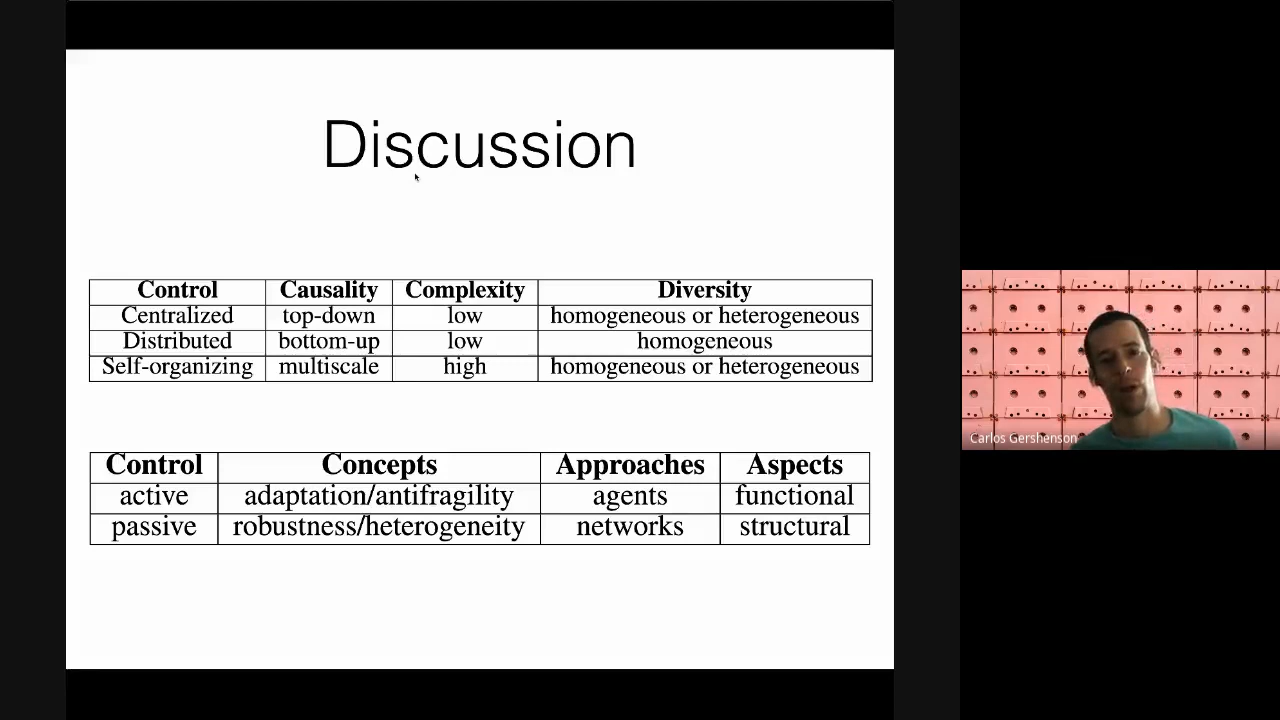 Discussion
Control Causality Complexity Diversity
Centralized top-down low homogeneous or heterogeneous
Distributed bottom-up low homogeneous
Self-organizing multiscale high homogeneous or heterogeneous
Control Concepts Approaches Aspects
active adaptation/antifragility agents functional
passive robustness/heterogeneity networks structural
Carlos Gershenson